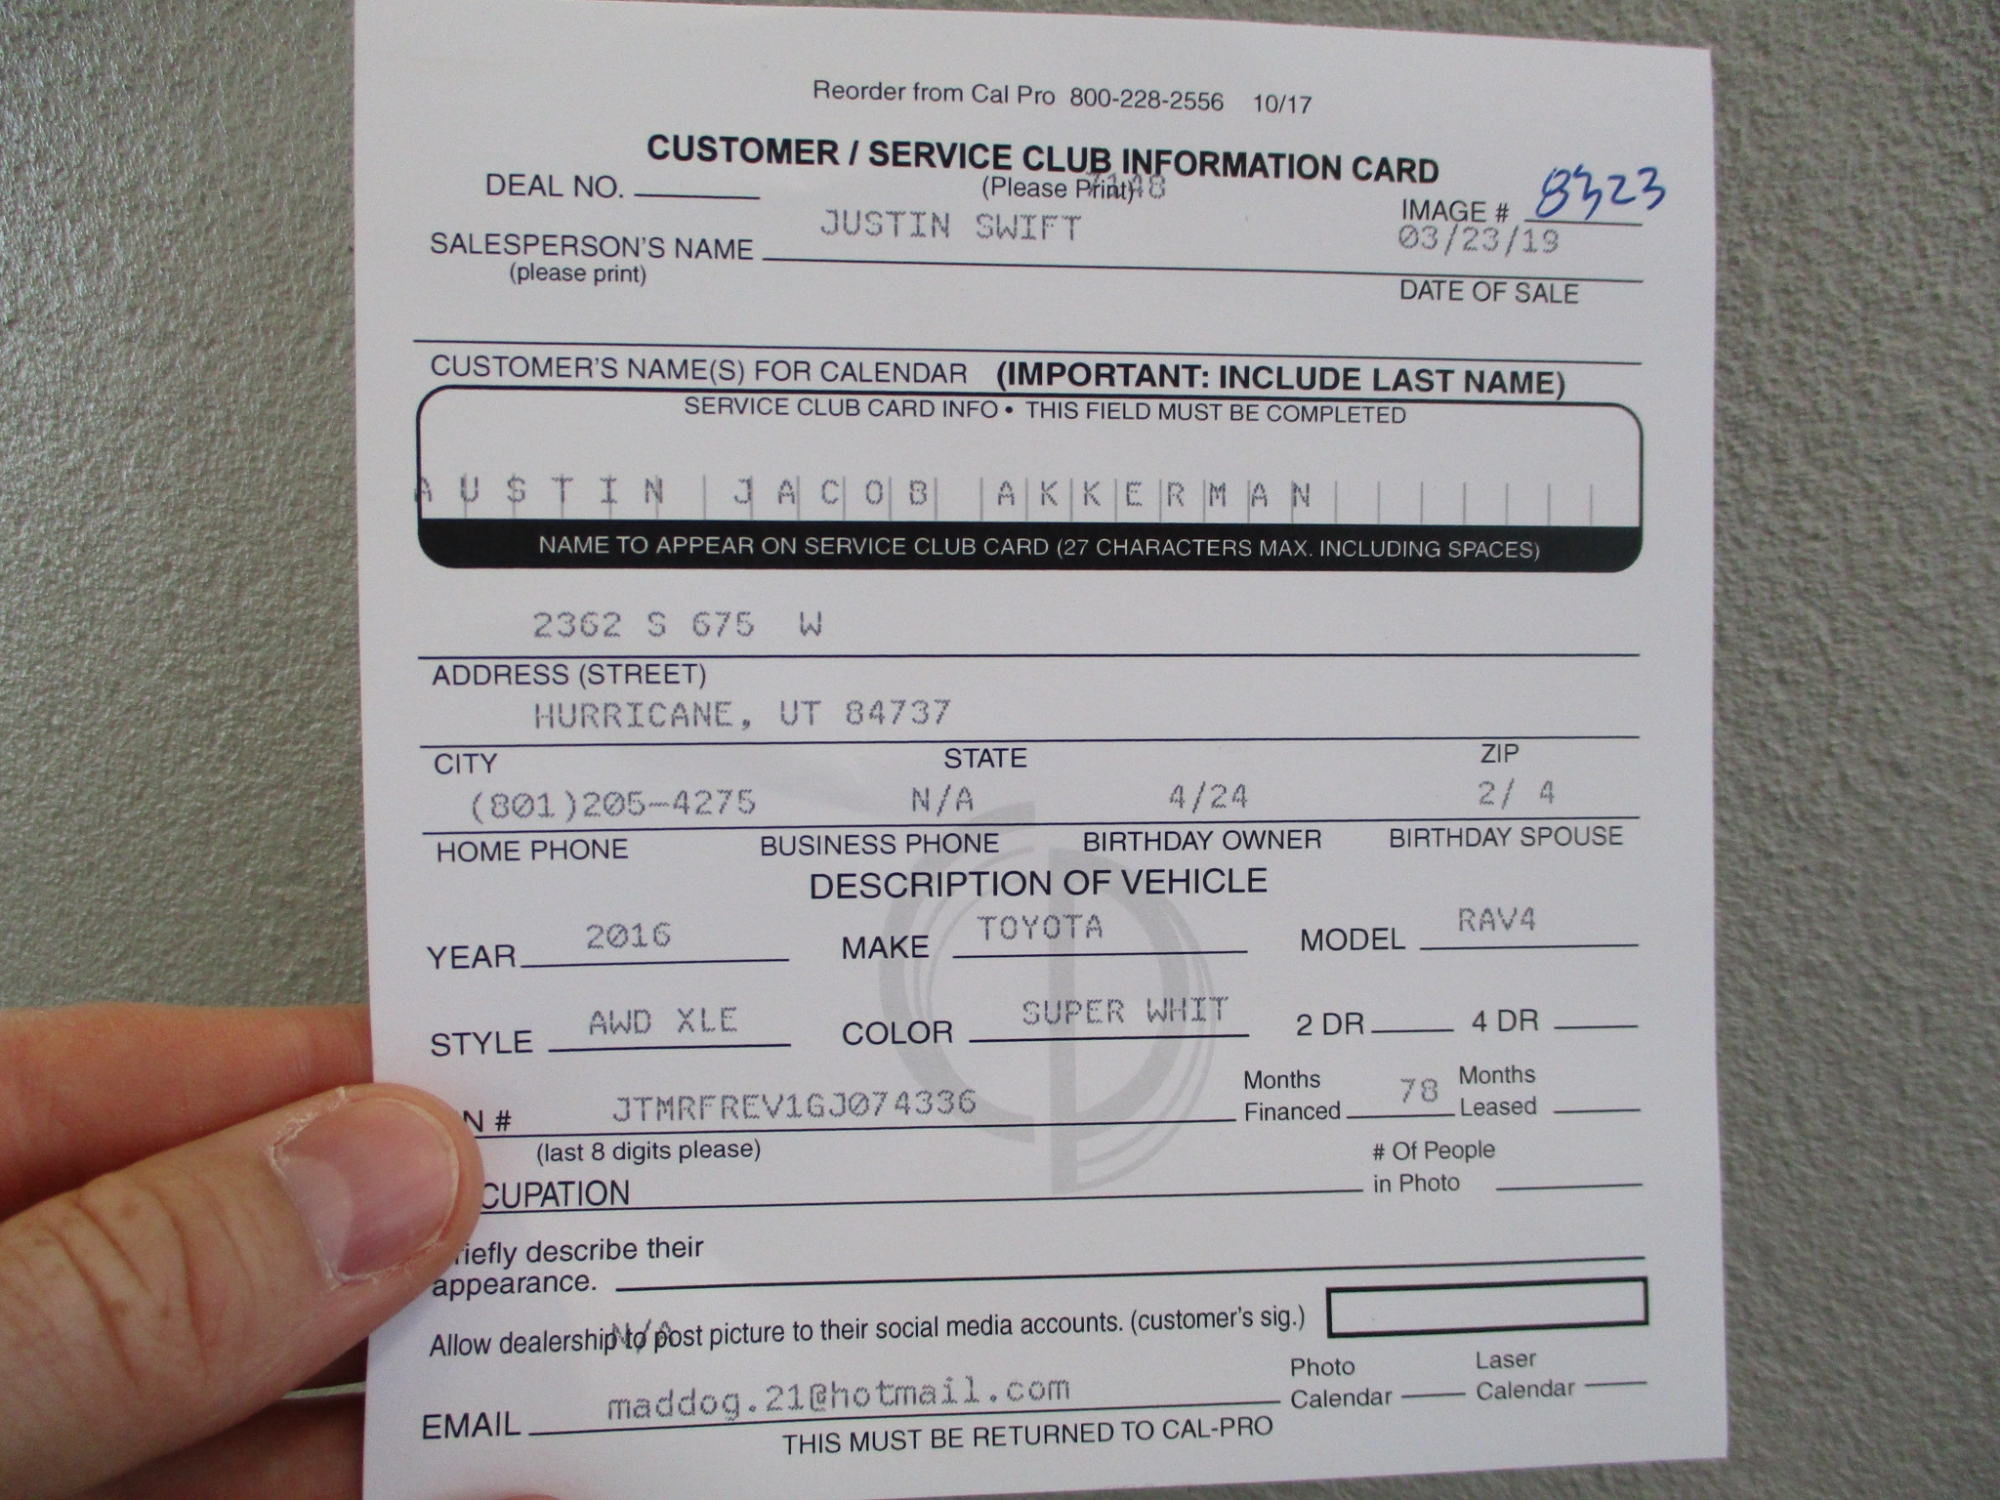 Reorder from Cal Pro 800-228-2556 10/17
CUSTOMER / SERVICE CLUB INFORMATION CARD
DEAL NO. (Please Print)
IMAGE # 8323
SALESPERSON'S NAME JUSTIN SWIFT 03/23/19
(please print) DATE OF SALE
CUSTOMER'S NAME(S) FOR CALENDAR (IMPORTANT: INCLUDE LAST NAME)
SERVICE CLUB CARD INFO • THIS FIELD MUST BE COMPLETED
AUSTIN JACOB AKKERMAN
NAME TO APPEAR ON SERVICE CLUB CARD (27 CHARACTERS MAX. INCLUDING SPACES)
2362 S 675 W
ADDRESS (STREET)
HURRICANE, UT 84737
CITY STATE ZIP
(801)205-4275 N/A 4/24 2/ 4
HOME PHONE BUSINESS PHONE BIRTHDAY OWNER BIRTHDAY SPOUSE
DESCRIPTION OF VEHICLE
YEAR 2016 MAKE TOYOTA MODEL RAV4
STYLE AWD XLE COLOR SUPER WHIT 2 DR 4 DR
N # JTMRFREV1GJ074336 Months Financed 78 Months Leased
(last 8 digits please)
CUPATION # Of People in Photo
iefly describe their
appearance.
N/A
Allow dealership to post picture to their social media accounts. (customer's sig.)
EMAIL maddog.21@hotmail.com Photo Calendar Laser Calendar
THIS MUST BE RETURNED TO CAL-PRO